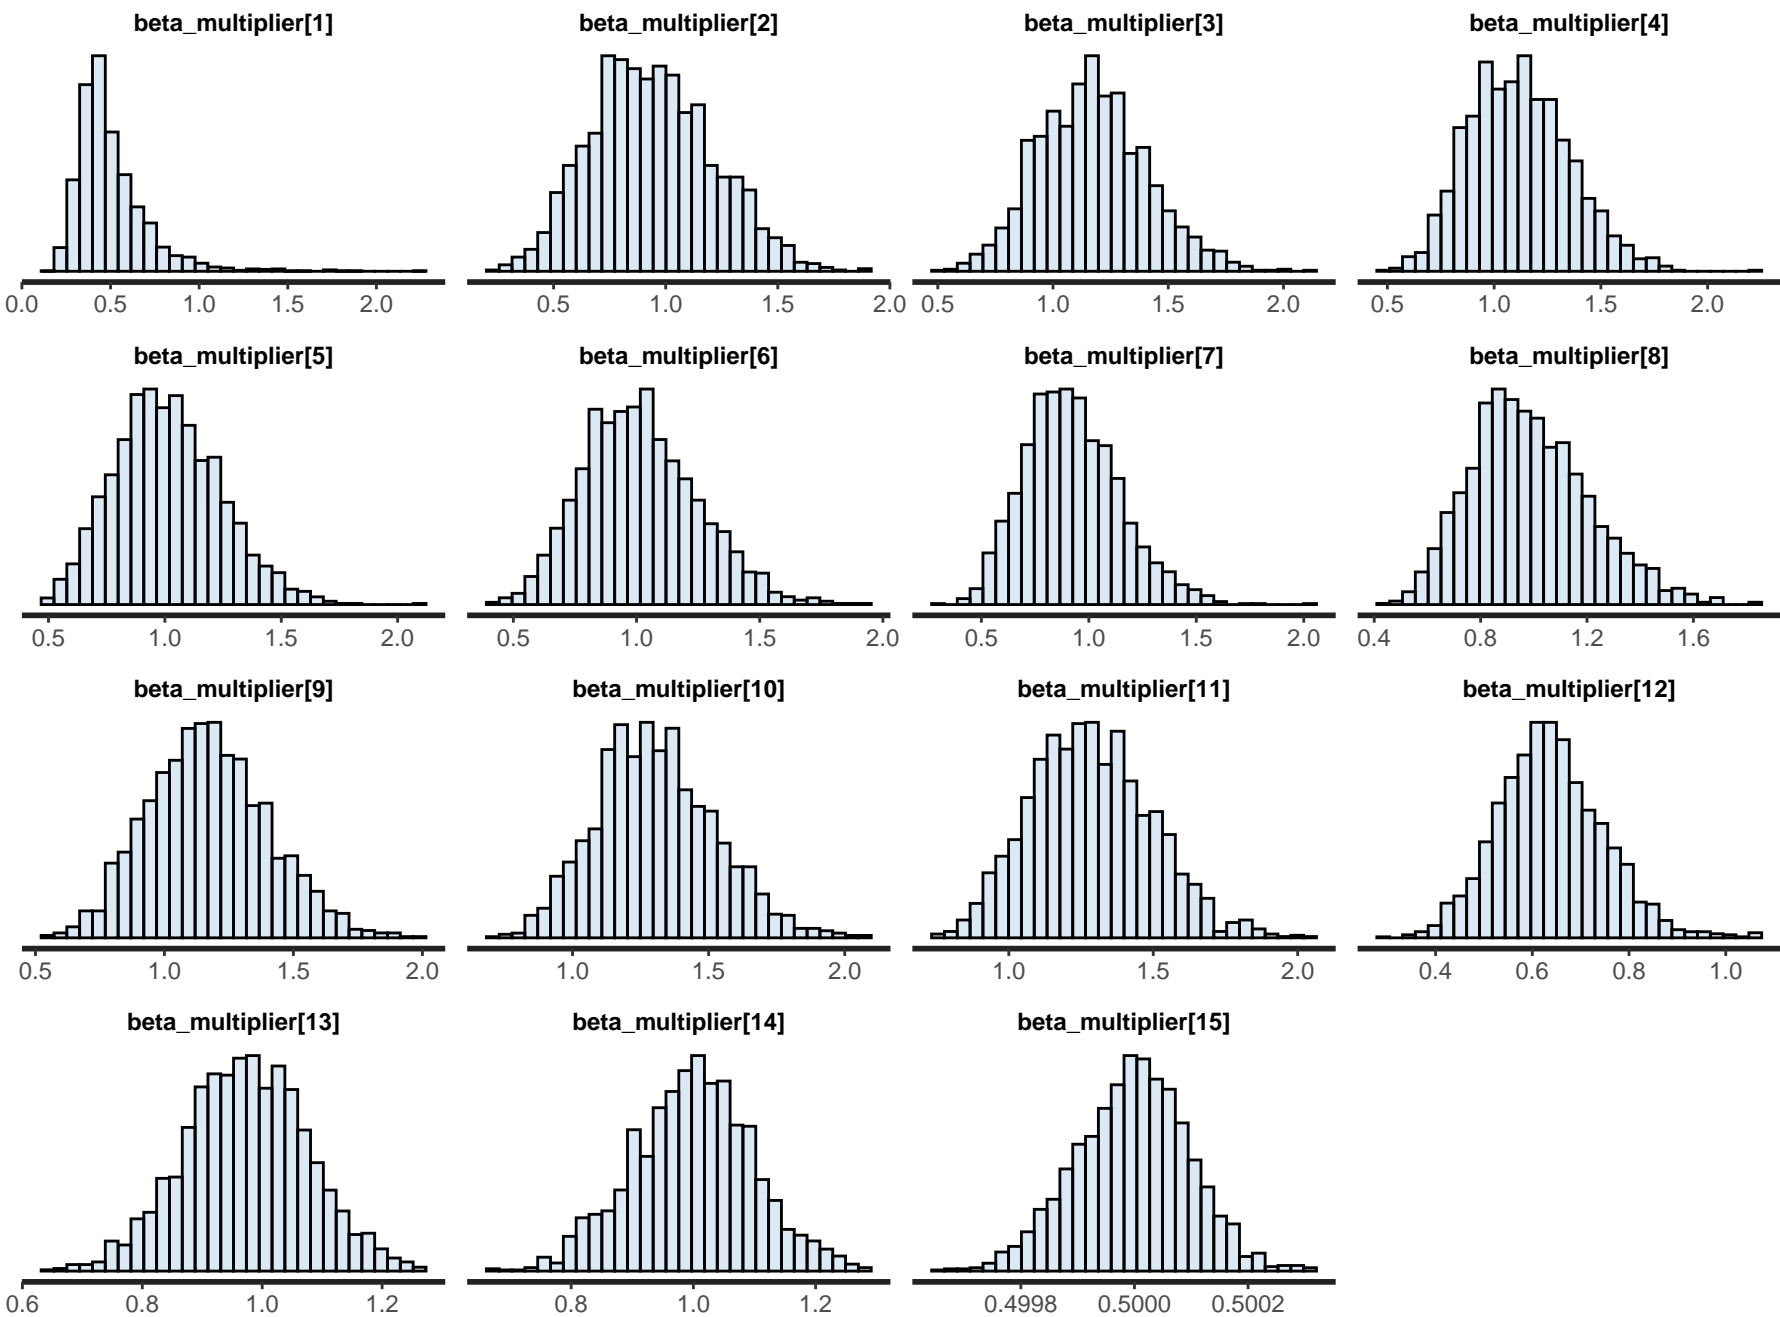 beta_multiplier[1] beta_multiplier[2] beta_multiplier[3] beta_multiplier[4]
0.0 0.5 1.0 1.5 2.0 0.5 1.0 1.5 2.0 0.5 1.0 1.5 2.0 0.5 1.0 1.5 2.0
beta_multiplier[5] beta_multiplier[6] beta_multiplier[7] beta_multiplier[8]
0.5 1.0 1.5 2.0 0.5 1.0 1.5 2.0 0.5 1.0 1.5 2.0 0.4 0.8 1.2 1.6
beta_multiplier[9] beta_multiplier[10] beta_multiplier[11] beta_multiplier[12]
0.5 1.0 1.5 2.0 1.0 1.5 2.0 1.0 1.5 2.0 0.4 0.6 0.8 1.0
beta_multiplier[13] beta_multiplier[14] beta_multiplier[15]
0.6 0.8 1.0 1.2 0.8 1.0 1.2 0.4998 0.5000 0.5002